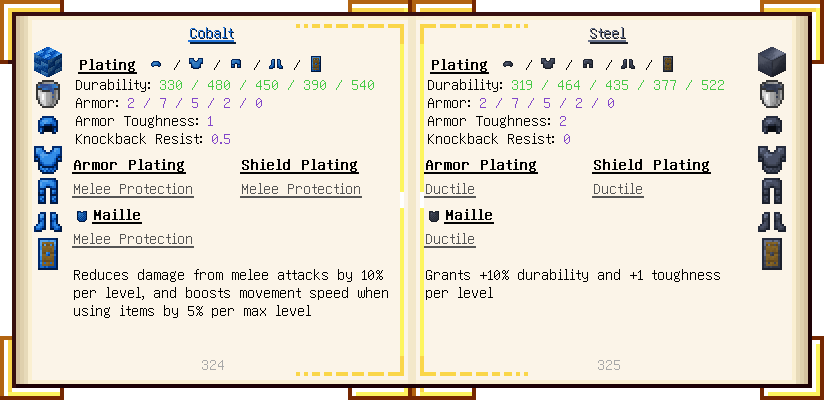 Cobalt
Plating / / / /
Durability: 330 / 480 / 450 / 390 / 540
Armor: 2 / 7 / 5 / 2 / 0
Armor Toughness: 1
Knockback Resist: 0.5
Armor Plating Shield Plating
Melee Protection Melee Protection
Maille
Melee Protection
Reduces damage from melee attacks by 10%
per level, and boosts movement speed when
using items by 5% per max level
324
Steel
Plating / / / /
Durability: 319 / 464 / 435 / 377 / 522
Armor: 2 / 7 / 5 / 2 / 0
Armor Toughness: 2
Knockback Resist: 0
Armor Plating Shield Plating
Ductile Ductile
Maille
Ductile
Grants +10% durability and +1 toughness
per level
325